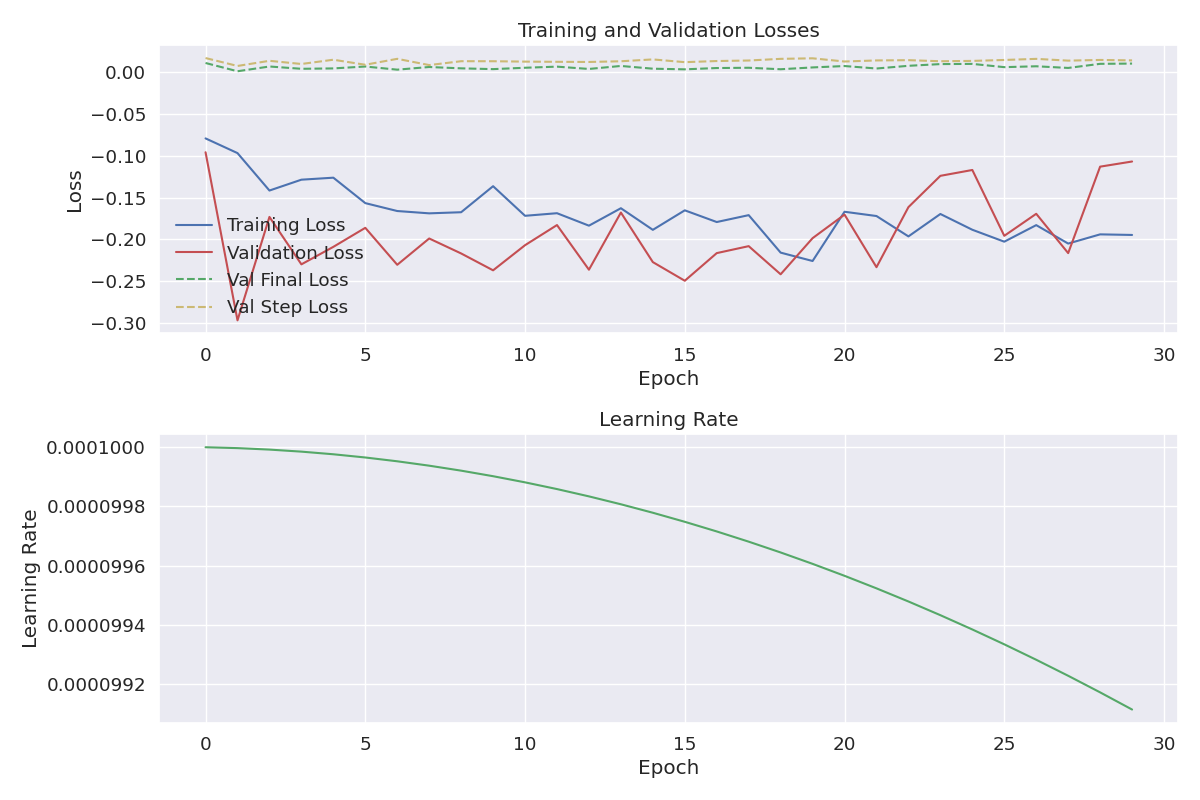 Training and Validation Losses
0.00
−0.05
−0.10
−0.15
−0.20
−0.25
−0.30
Loss
Training Loss
Validation Loss
Val Final Loss
Val Step Loss
0 5 10 15 20 25 30
Epoch
Learning Rate
0.0001000
0.0000998
0.0000996
0.0000994
0.0000992
Learning Rate
0 5 10 15 20 25 30
Epoch